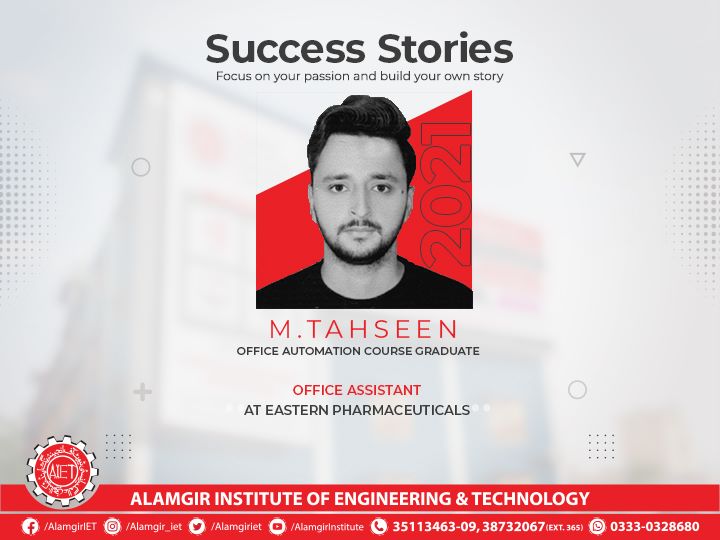 Success Stories
Focus on your passion and build your own story
2021
M.TAHSEEN
OFFICE AUTOMATION COURSE GRADUATE
OFFICE ASSISTANT
AT EASTERN PHARMACEUTICALS
AIET
ALAMGIR INSTITUTE OF ENGINEERING & TECHNOLOGY
/AlamgirIET /Alamgir_iet /Alamgiriet /AlamgirInstitute 35113463-09, 38732067(EXT. 365) 0333-0328680